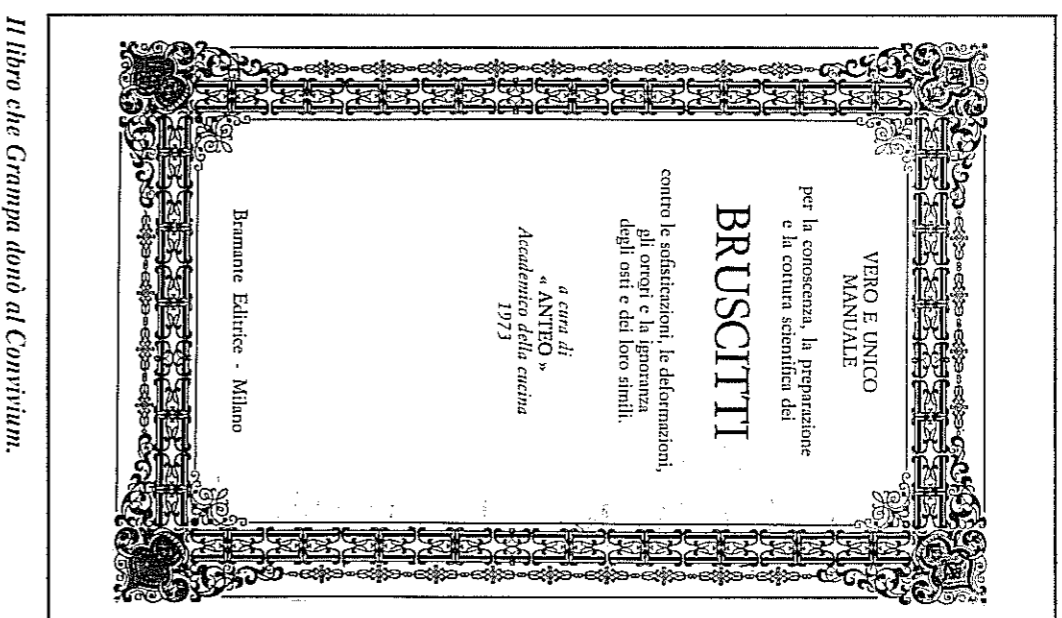 VERO E UNICO
MANUALE
per la conoscenza, la preparazione
e la cottura scientifica dei
BRUSCITTI
contro le sofisticazioni, le deformazioni,
gli orrori e la ignoranza
degli osti e dei loro simili.
a cura di
« ANTEO »
Accademico della cucina
1973
Bramante Editrice - Milano
Il libro che Grampa donò al Convivium.